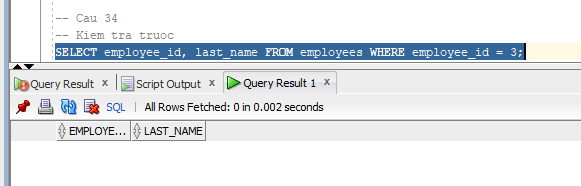 -- Cau 34
-- Kiem tra truoc
SELECT employee_id, last_name FROM employees WHERE employee_id = 3;
Query Result x Script Output x Query Result 1 x
SQL | All Rows Fetched: 0 in 0.002 seconds
EMPLOYE... LAST_NAME